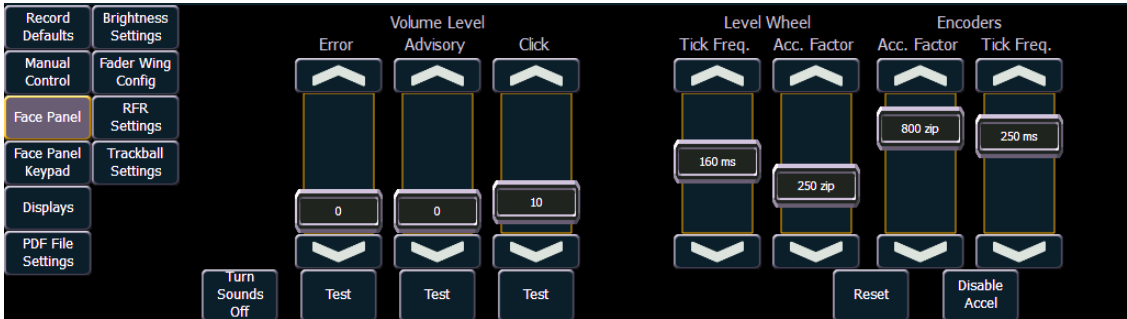 Record
Defaults
Brightness
Settings
Manual
Control
Fader Wing
Config
Face Panel
RFR
Settings
Face Panel
Keypad
Trackball
Settings
Displays
PDF File
Settings
Volume Level
Error
Advisory
Click
0
0
10
Turn
Sounds
Off
Test
Test
Test
Level Wheel
Tick Freq.
Acc. Factor
160 ms
250 zip
Encoders
Acc. Factor
Tick Freq.
800 zip
250 ms
Reset
Disable
Accel